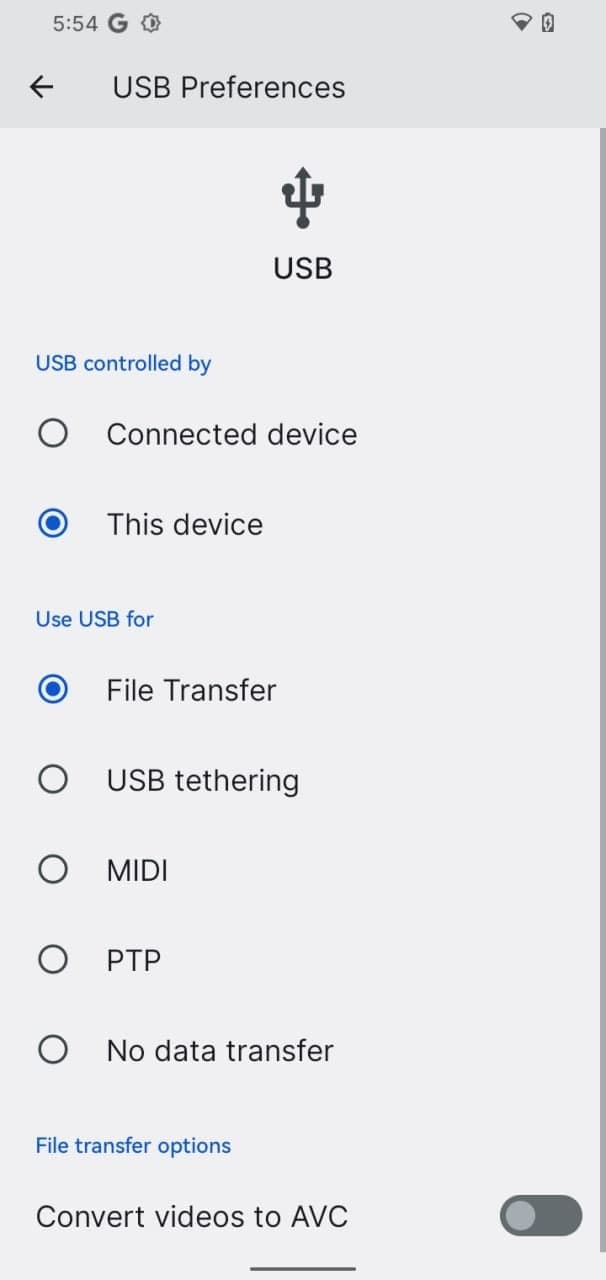 5:54 G
USB Preferences
USB
USB controlled by
Connected device
This device
Use USB for
File Transfer
USB tethering
MIDI
PTP
No data transfer
File transfer options
Convert videos to AVC